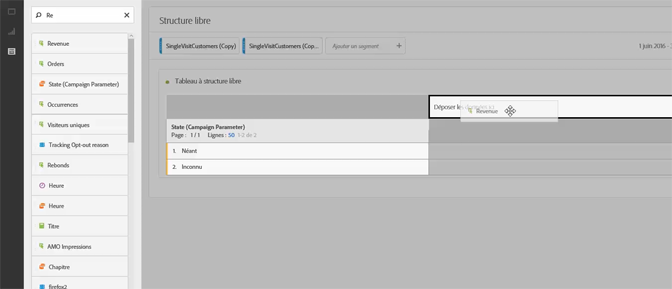 Re
Revenue
Orders
State (Campaign Parameter)
Occurrences
Visiteurs uniques
Tracking Opt-out reason
Rebonds
Heure
Heure
Titre
AMO Impressions
Chapitre
firefox2
Structure libre
SingleVisitCustomers (Copy)
SingleVisitCustomers (Cop...
Ajouter un segment
1 juin 2016 - 
Tableau à structure libre
Déposer le
Revenue
State (Campaign Parameter)
Page : 1 / 1 Lignes : 50 1-2 de 2
1. Néant
2. Inconnu